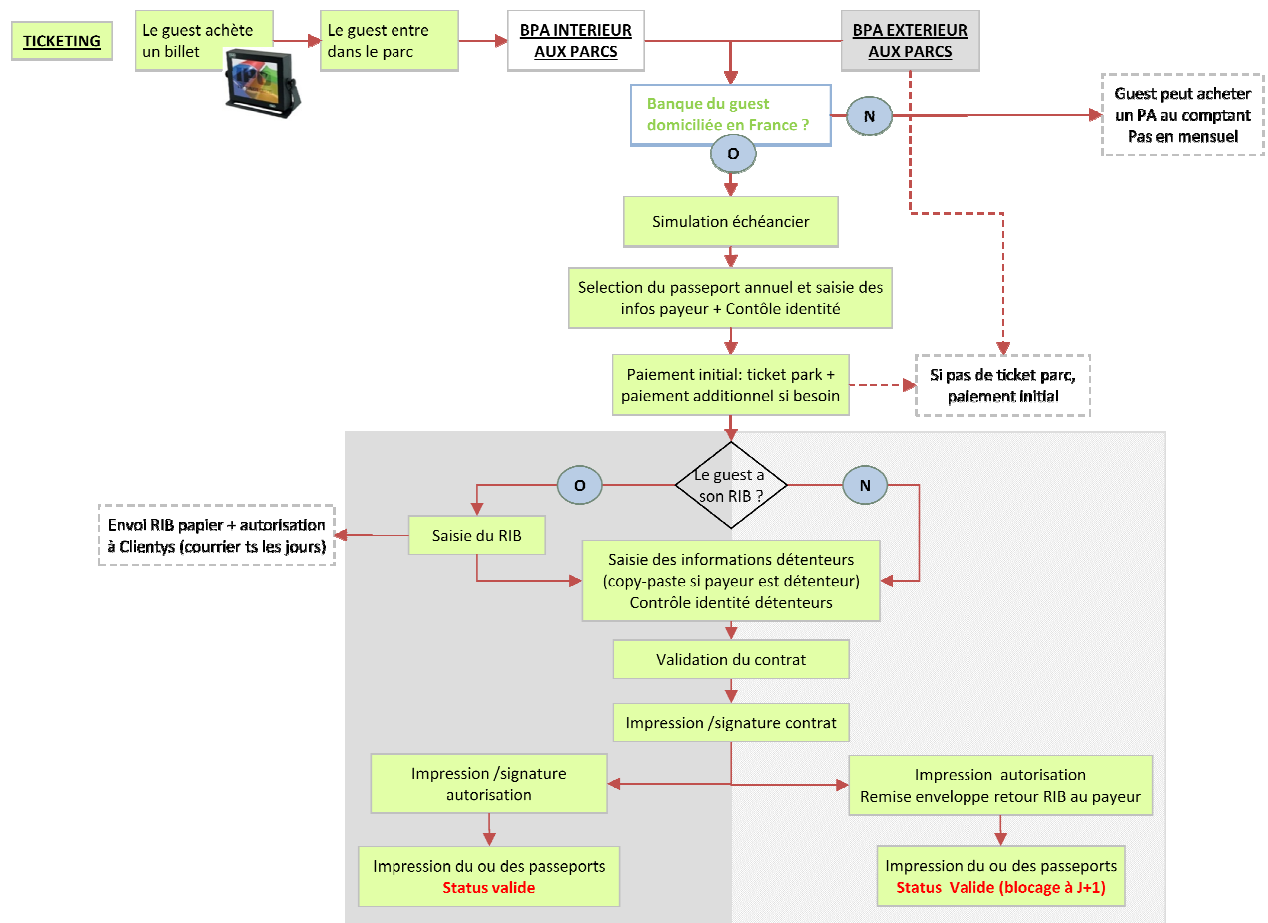 TICKETING
Le guest achète
un billet
Le guest entre
dans le parc
BPA INTERIEUR
AUX PARCS
BPA EXTERIEUR
AUX PARCS
Banque du guest
domiciliée en France ?
N
Guest peut acheter
un PA au comptant
Pas en mensuel
O
Simulation échéancier
Selection du passeport annuel et saisie des
infos payeur + Contôle identité
Paiement initial: ticket park +
paiement additionnel si besoin
Si pas de ticket parc,
paiement initial
Le guest a
son RIB ?
O
N
Envoi RIB papier + autorisation
à Clientys (courrier ts les jours)
Saisie du RIB
Saisie des informations détenteurs
(copy-paste si payeur est détenteur)
Contrôle identité détenteurs
Validation du contrat
Impression /signature contrat
Impression /signature
autorisation
Impression autorisation
Remise enveloppe retour RIB au payeur
Impression du ou des passeports
Status valide
Impression du ou des passeports
Status Valide (blocage à J+1)